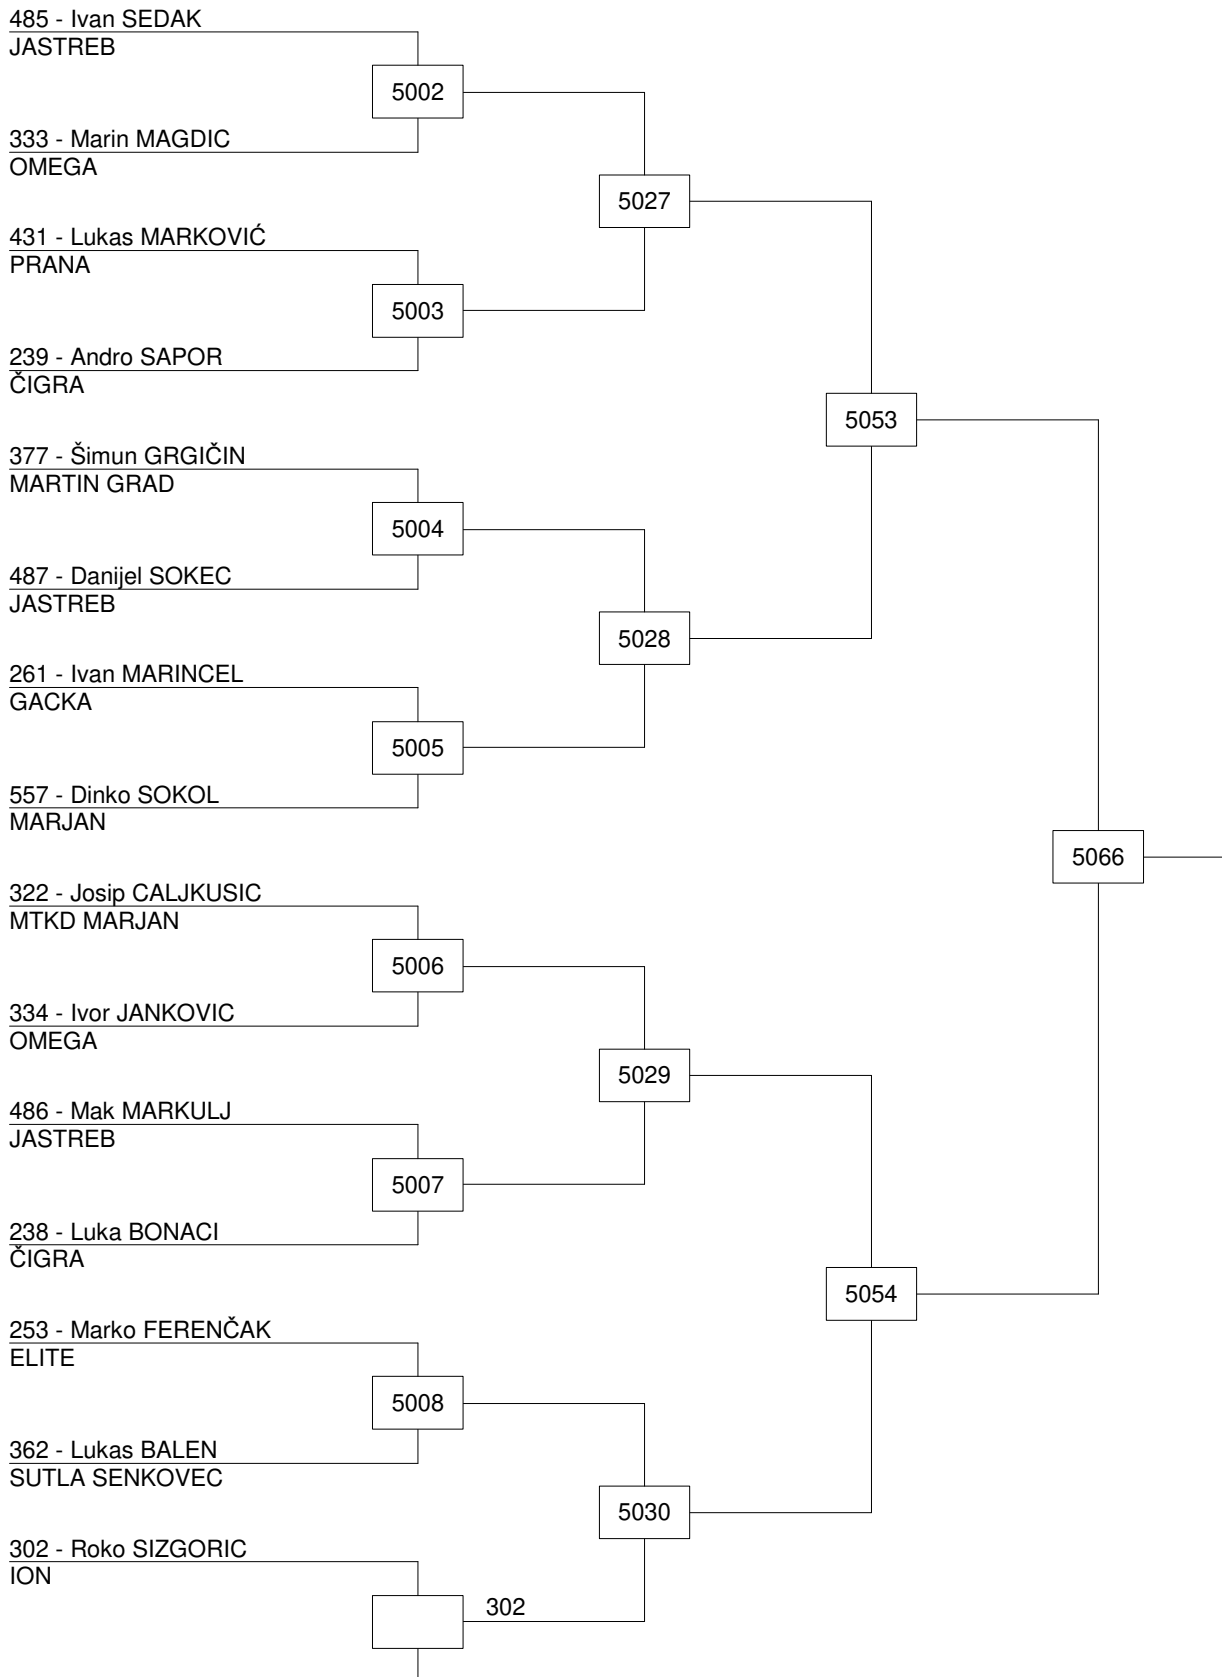 485 - Ivan SEDAK
JASTREB
5002
333 - Marin MAGDIC
OMEGA
5027
431 - Lukas MARKOVIĆ
PRANA
5003
239 - Andro SAPOR
ČIGRA
5053
377 - Šimun GRGIČIN
MARTIN GRAD
5004
487 - Danijel SOKEC
JASTREB
5028
261 - Ivan MARINCEL
GACKA
5005
557 - Dinko SOKOL
MARJAN
5066
322 - Josip CALJKUSIC
MTKD MARJAN
5006
334 - Ivor JANKOVIC
OMEGA
5029
486 - Mak MARKULJ
JASTREB
5007
238 - Luka BONACI
ČIGRA
5054
253 - Marko FERENČAK
ELITE
5008
362 - Lukas BALEN
SUTLA SENKOVEC
5030
302 - Roko SIZGORIC
ION
302